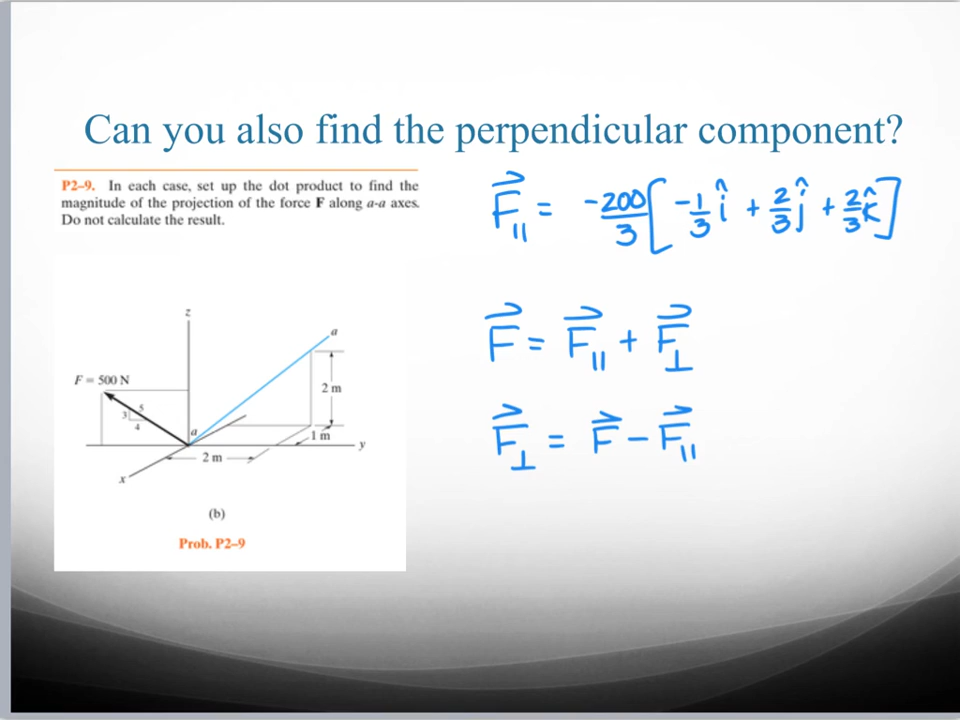 Can you also find the perpendicular component?
P2–9. In each case, set up the dot product to find the
magnitude of the projection of the force F along a-a axes.
Do not calculate the result.
F⃗∥ = -200/3 [ -1/3 î + 2/3 ĵ + 2/3 k̂ ]
F⃗ = F⃗∥ + F⃗⊥
F⃗⊥ = F⃗ − F⃗∥
z
a
F = 500 N
2 m
3
5
4
a
1 m
y
2 m
x
(b)
Prob. P2–9